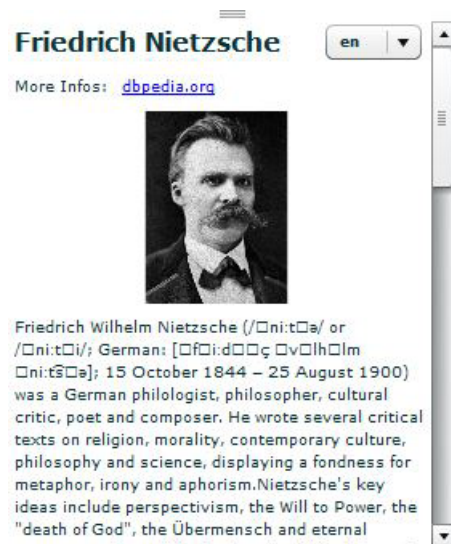 Friedrich Nietzsche
en
More Infos: dbpedia.org
Friedrich Wilhelm Nietzsche (/□ni:t□ə/ or
/□ni:t□i/; German: [□f□i:d□□ç □v□lh□lm
□ni:ts͡□ə]; 15 October 1844 – 25 August 1900)
was a German philologist, philosopher, cultural
critic, poet and composer. He wrote several critical
texts on religion, morality, contemporary culture,
philosophy and science, displaying a fondness for
metaphor, irony and aphorism.Nietzsche's key
ideas include perspectivism, the Will to Power, the
"death of God", the Übermensch and eternal